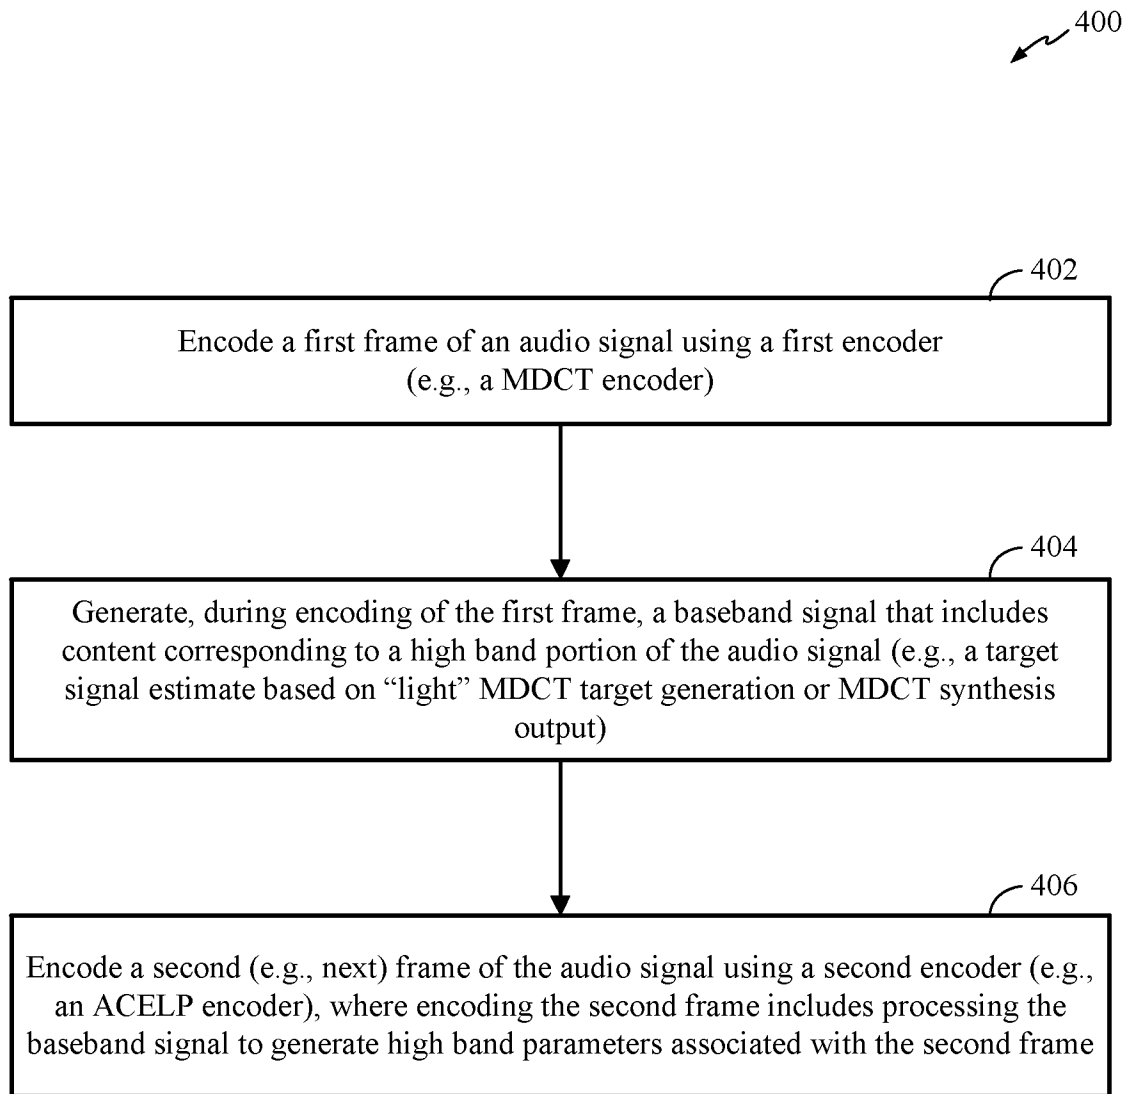 400
402
Encode a first frame of an audio signal using a first encoder
(e.g., a MDCT encoder)
404
Generate, during encoding of the first frame, a baseband signal that includes
content corresponding to a high band portion of the audio signal (e.g., a target
signal estimate based on “light” MDCT target generation or MDCT synthesis
output)
406
Encode a second (e.g., next) frame of the audio signal using a second encoder (e.g.,
an ACELP encoder), where encoding the second frame includes processing the
baseband signal to generate high band parameters associated with the second frame